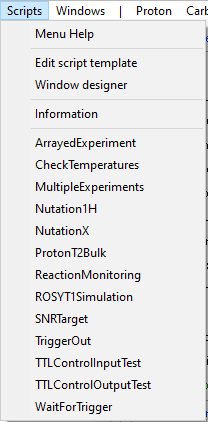 Scripts Windows | Proton Carb
Menu Help
Edit script template
Window designer
Information
ArrayedExperiment
CheckTemperatures
MultipleExperiments
Nutation1H
NutationX
ProtonT2Bulk
ReactionMonitoring
ROSYT1Simulation
SNRTarget
TriggerOut
TTLControlInputTest
TTLControlOutputTest
WaitForTrigger